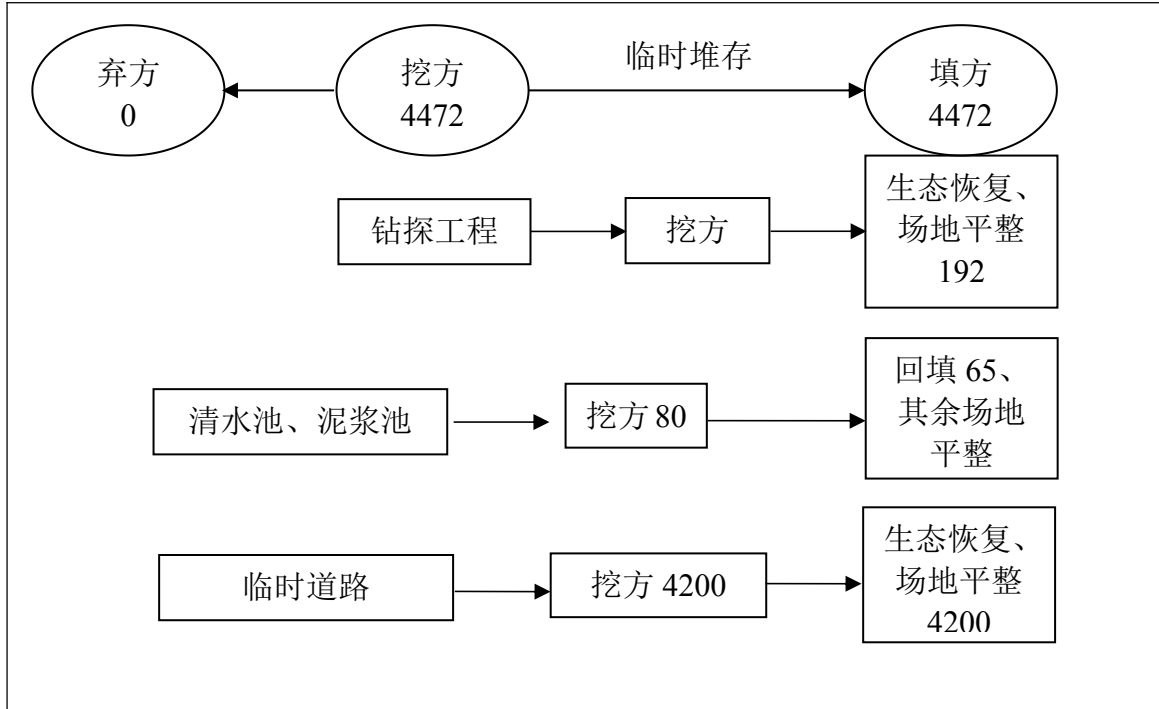 弃方
0
挖方
4472
临时堆存
填方
4472
钻探工程
挖方
生态恢复、
场地平整
192
清水池、泥浆池
挖方 80
回填 65、
其余场地
平整
临时道路
挖方 4200
生态恢复、
场地平整
4200